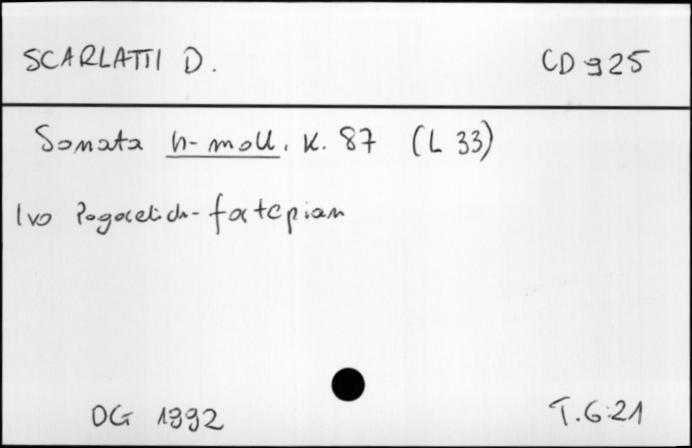 SCARLATTI D. CD 925
Sonata h-moll. K. 87 (L 33)
Ivo Pogorelich - fortepian
DG 1992 T. 6:21